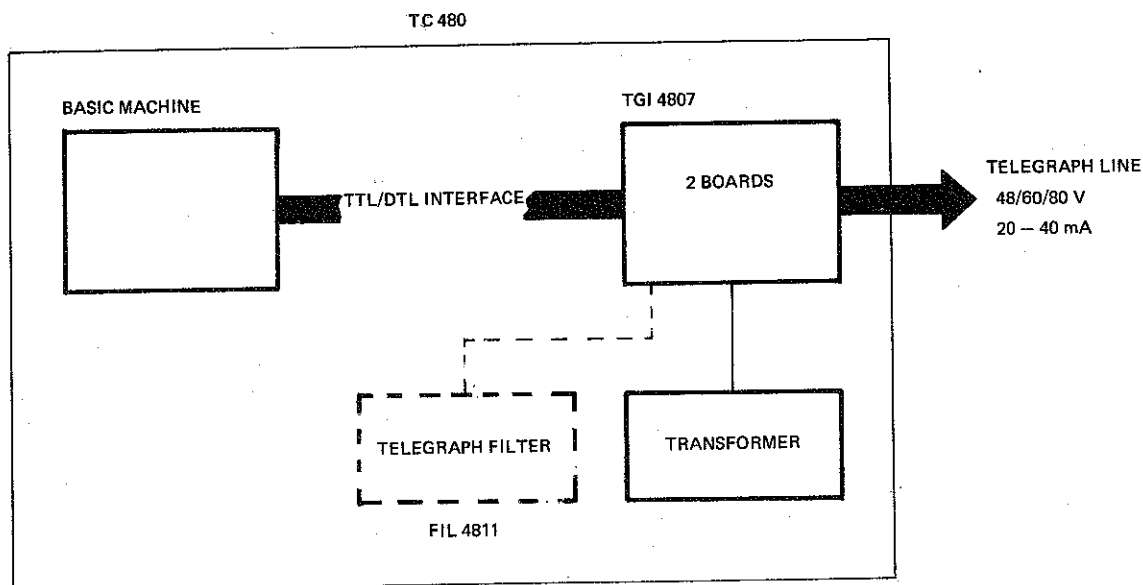 TC 480
BASIC MACHINE
TGI 4807
TTL/DTL INTERFACE
2 BOARDS
TELEGRAPH LINE
48/60/80 V
20 – 40 mA
TELEGRAPH FILTER
TRANSFORMER
FIL 4811